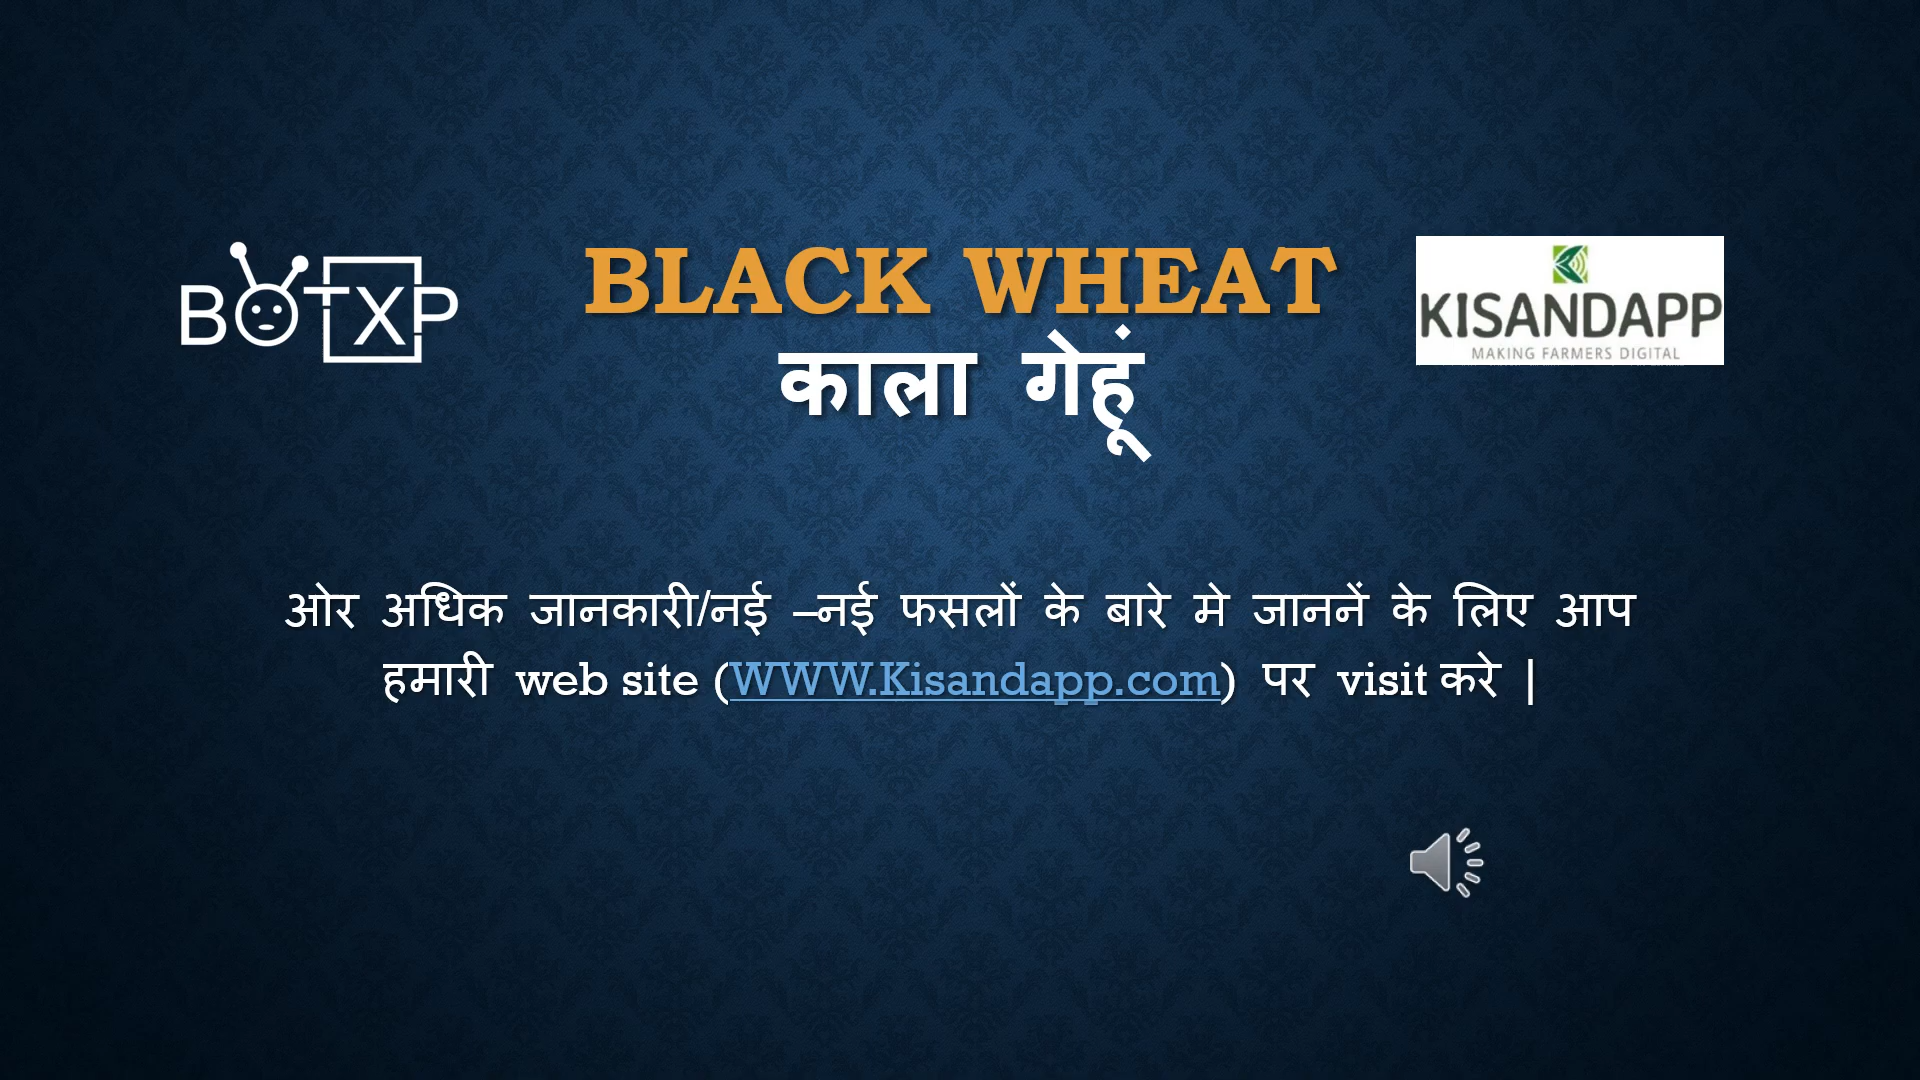 BOTXP
BLACK WHEAT
काला गेहूं
KISANDAPP
MAKING FARMERS DIGITAL
ओर अधिक जानकारी/नई –नई फसलों के बारे मे जाननें के लिए आप
हमारी web site (WWW.Kisandapp.com) पर visit करे |